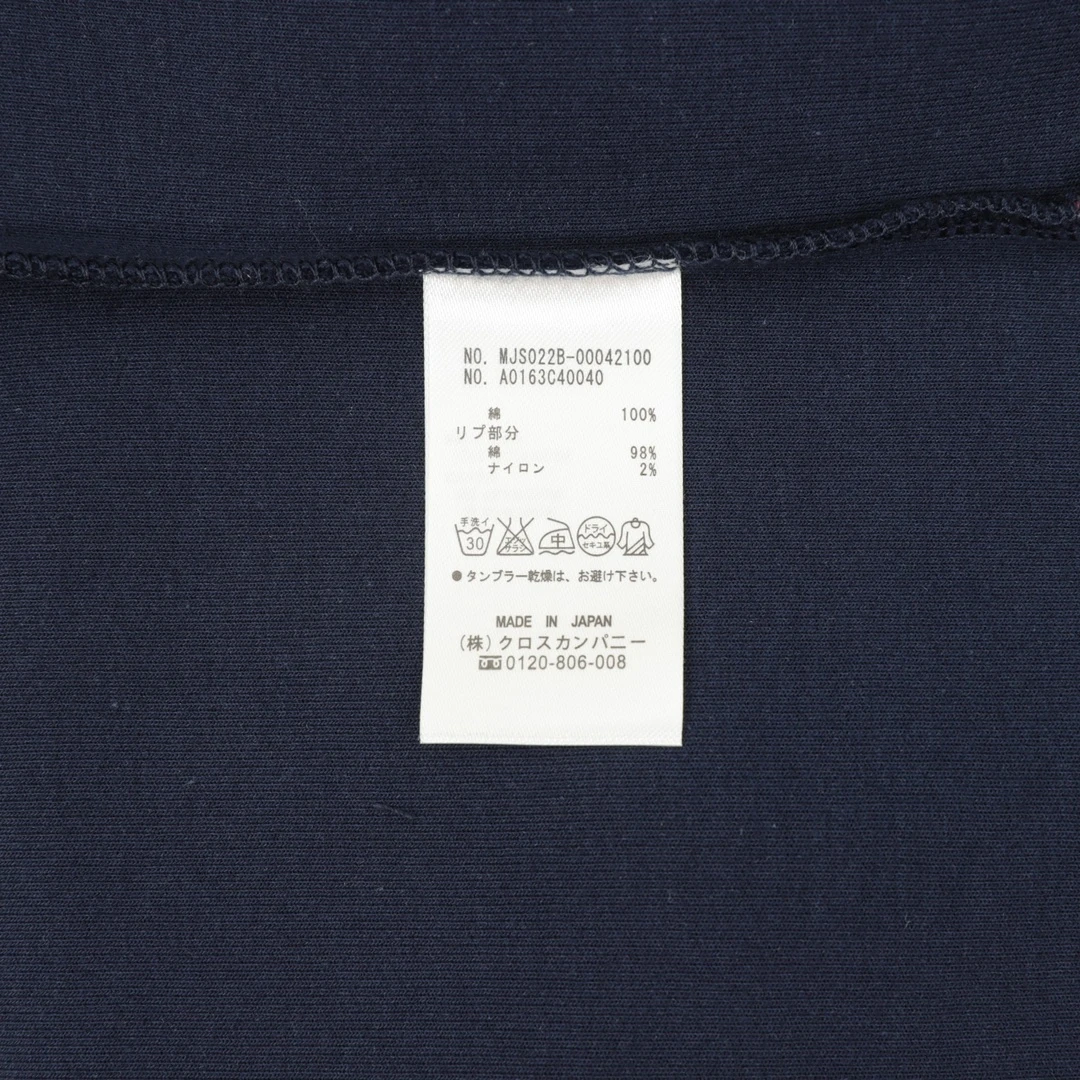 NO. MJS022B-00042100
NO. A0163C40040
綿 100%
リブ部分
綿 98%
ナイロン 2%
手洗イ 30 中 ドライ セキユ系
●タンブラー乾燥は、お避け下さい。
MADE IN JAPAN
(株)クロスカンパニー
0120-806-008